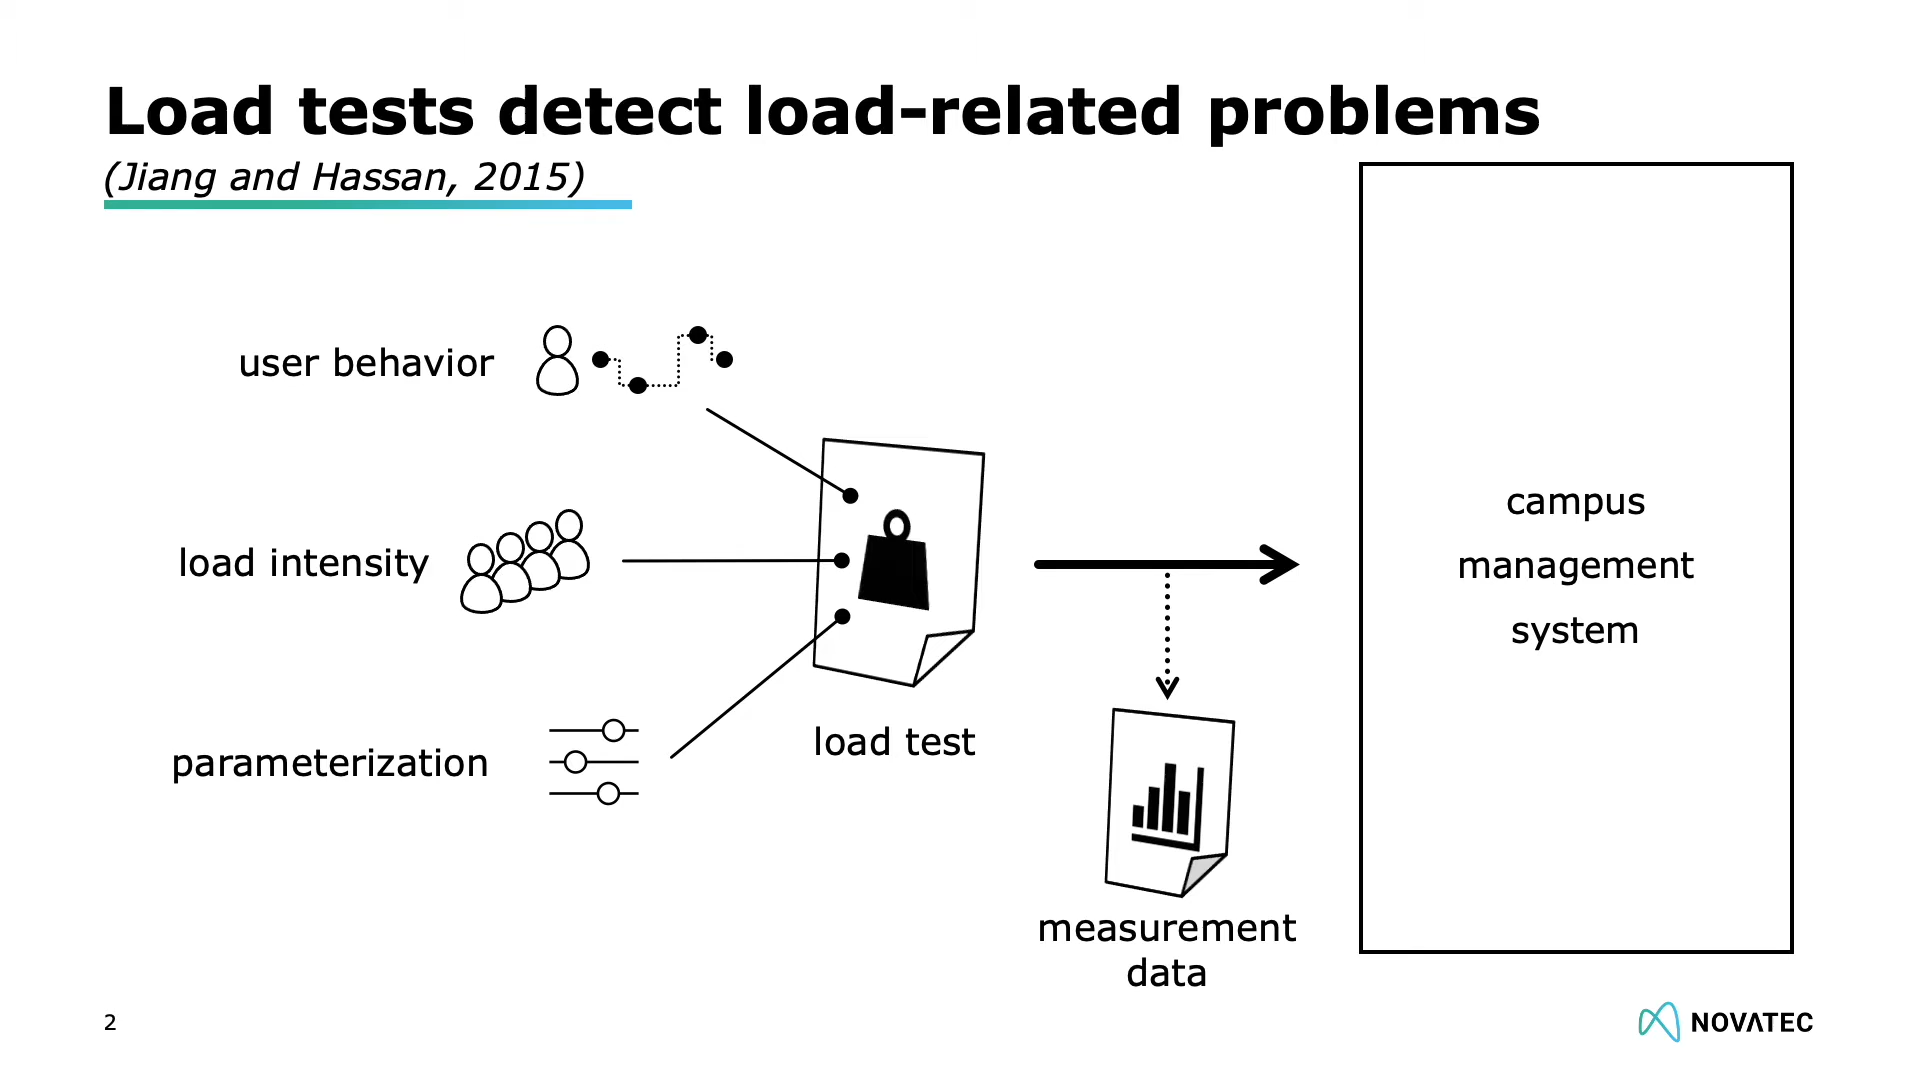 Load tests detect load-related problems
(Jiang and Hassan, 2015)
user behavior
load intensity
parameterization
load test
measurement
data
campus
management
system
2
NOVATEC